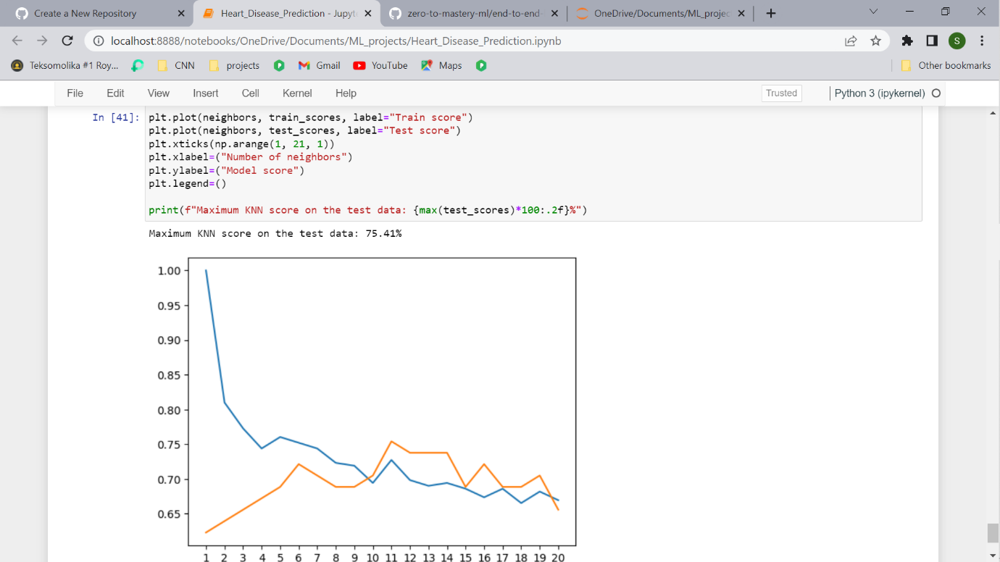 Create a New Repository
Heart_Disease_Prediction - Jupyt
zero-to-mastery-ml/end-to-end-
OneDrive/Documents/ML_projec
localhost:8888/notebooks/OneDrive/Documents/ML_projects/Heart_Disease_Prediction.ipynb
S
Teksomolika #1 Roy...
CNN
projects
Gmail
YouTube
Maps
Other bookmarks
File Edit View Insert Cell Kernel Help
Trusted
Python 3 (ipykernel)
In [41]:
plt.plot(neighbors, train_scores, label="Train score")
plt.plot(neighbors, test_scores, label="Test score")
plt.xticks(np.arange(1, 21, 1))
plt.xlabel=("Number of neighbors")
plt.ylabel=("Model score")
plt.legend=()
print(f"Maximum KNN score on the test data: {max(test_scores)*100:.2f}%")
Maximum KNN score on the test data: 75.41%
1.00
0.95
0.90
0.85
0.80
0.75
0.70
0.65
1 2 3 4 5 6 7 8 9 10 11 12 13 14 15 16 17 18 19 20